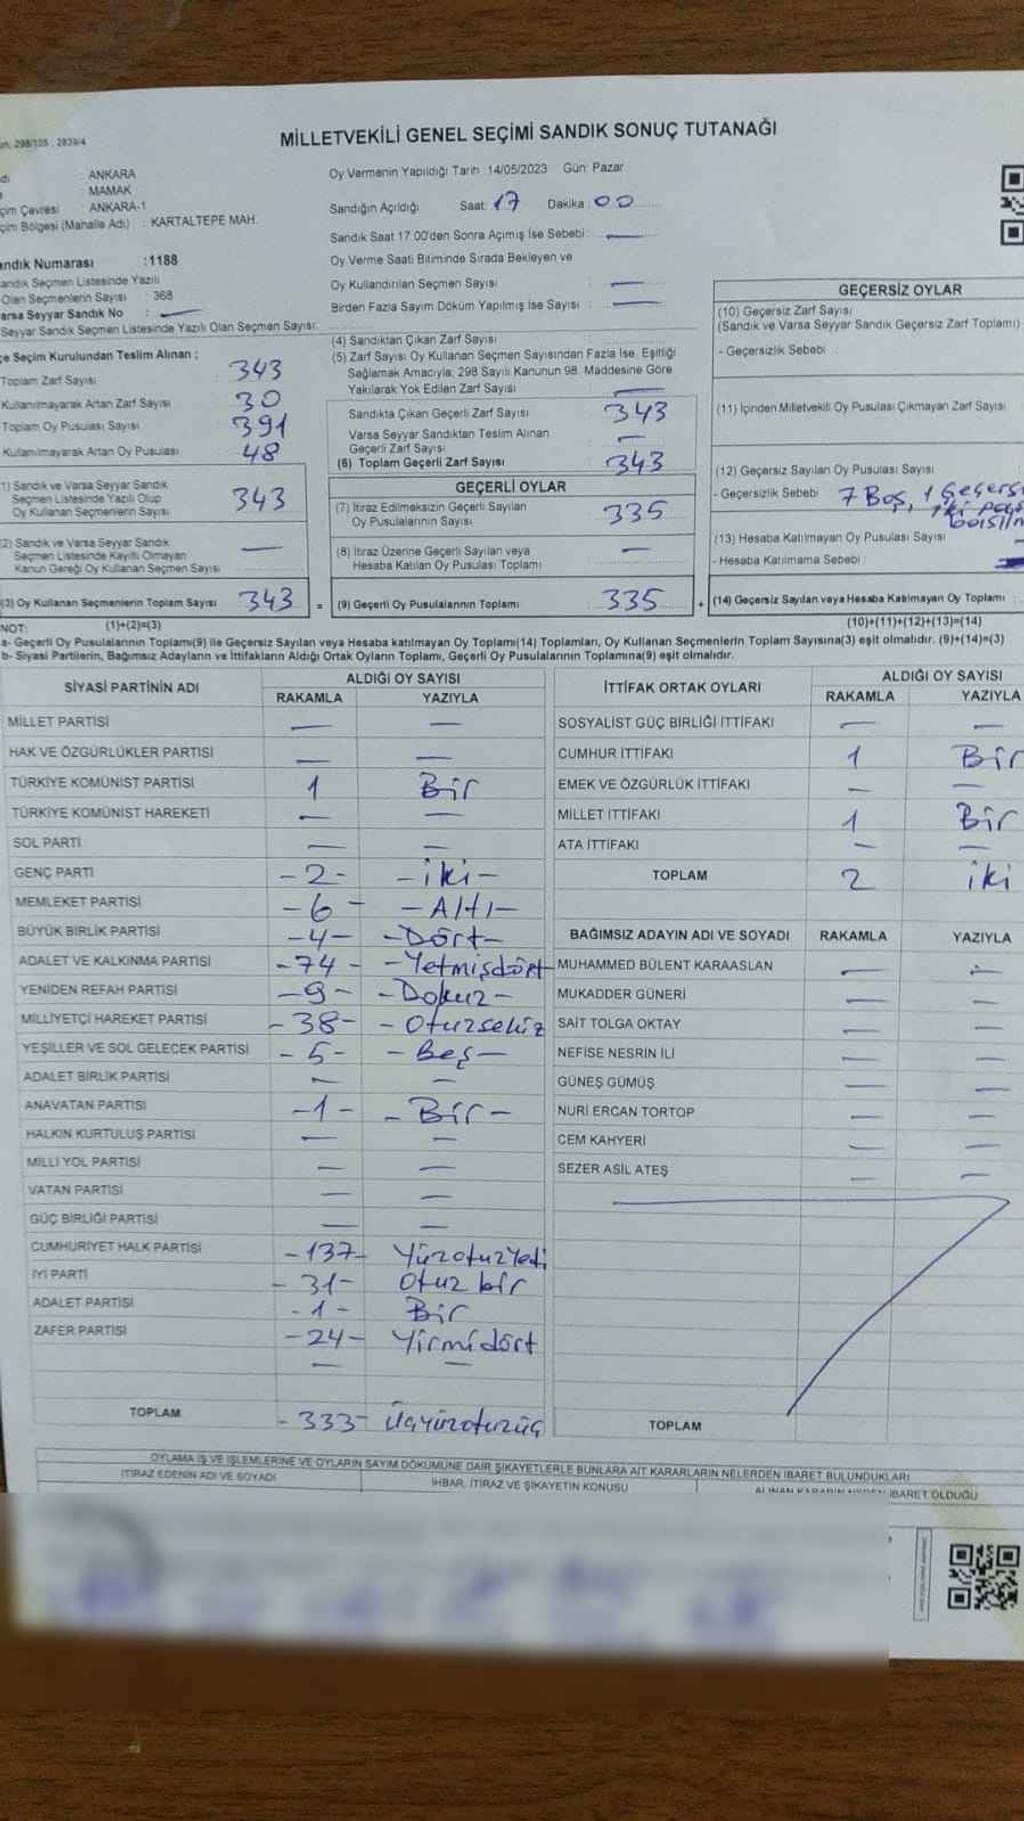 298/105 . 2839/4
MİLLETVEKİLİ GENEL SEÇİMİ SANDIK SONUÇ TUTANAĞI
ANKARA
MAMAK
çim Çevresi ANKARA-1
çim Bölgesi (Mahalle Adı) : KARTALTEPE MAH.
andık Numarası :1188
andık Seçmen Listesinde Yazılı
Olan Seçmenlerin Sayısı : 368
arsa Seyyar Sandık No : —
Seyyar Sandık Seçmen Listesinde Yazılı Olan Seçmen Sayısı:
Oy Vermenin Yapıldığı Tarih :14/05/2023 Gün: Pazar
Sandığın Açıldığı Saat: 17 Dakika 00
Sandık Saat 17:00'den Sonra Açımış İse Sebebi : —
Oy Verme Saati Bitiminde Sırada Bekleyen ve
Oy Kullandırılan Seçmen Sayısı : —
Birden Fazla Sayım Döküm Yapılmış İse Sayısı : —
çe Seçim Kurulundan Teslim Alınan ;
Toplam Zarf Sayısı : 343
Kullanılmayarak Artan Zarf Sayısı 30
Toplam Oy Pusulası Sayısı 391
Kullanılmayarak Artan Oy Pusulası 48
1) Sandık ve Varsa Seyyar Sandık
Seçmen Listesinde Yazılı Olup
Oy Kullanan Seçmenlerin Sayısı 343
2) Sandık ve Varsa Seyyar Sandık
Seçmen Listesinde Kayıtlı Olmayan
Kanun Gereği Oy Kullanan Seçmen Sayısı —
(3) Oy Kullanan Seçmenlerin Toplam Sayısı 343 =
(4) Sandıktan Çıkan Zarf Sayısı
(5) Zarf Sayısı Oy Kullanan Seçmen Sayısından Fazla İse, Eşitliği
Sağlamak Amacıyla, 298 Sayılı Kanunun 98. Maddesine Göre
Yakılarak Yok Edilen Zarf Sayısı —
Sandıkta Çıkan Geçerli Zarf Sayısı 343
Varsa Seyyar Sandıktan Teslim Alınan
Geçerli Zarf Sayısı —
(6) Toplam Geçerli Zarf Sayısı 343
GEÇERLİ OYLAR
(7) İtiraz Edilmeksizin Geçerli Sayılan
Oy Pusulalarının Sayısı 335
(8) İtiraz Üzerine Geçerli Sayılan veya
Hesaba Katılan Oy Pusulası Toplamı —
(9) Geçerli Oy Pusulalarının Toplamı : 335 +
GEÇERSİZ OYLAR
(10) Geçersiz Zarf Sayısı
(Sandık ve Varsa Seyyar Sandık Geçersiz Zarf Toplamı)
- Geçersizlik Sebebi :
(11) İçinden Milletvekili Oy Pusulası Çıkmayan Zarf Sayısı
(12) Geçersiz Sayılan Oy Pusulası Sayısı
- Geçersizlik Sebebi 7 Boş, 1 Geçersi
iki
(13) Hesaba Katılmayan Oy Pusulası Sayısı
- Hesaba Katılmama Sebebi :
(14) Geçersiz Sayılan veya Hesaba Katılmayan Oy Toplamı :
NOT: (1)+(2)=(3) (10)+(11)+(12)+(13)=(14)
a- Geçerli Oy Pusulalarının Toplamı(9) ile Geçersiz Sayılan veya Hesaba katılmayan Oy Toplamı(14) Toplamları, Oy Kullanan Seçmenlerin Toplam Sayısına(3) eşit olmalıdır. (9)+(14)=(3)
b- Siyasi Partilerin, Bağımsız Adayların ve İttifakların Aldığı Ortak Oyların Toplamı, Geçerli Oy Pusulalarının Toplamına(9) eşit olmalıdır.
SİYASİ PARTİNİN ADI ALDIĞI OY SAYISI
RAKAMLA YAZIYLA
MİLLET PARTİSİ — —
HAK VE ÖZGÜRLÜKLER PARTİSİ — —
TÜRKİYE KOMÜNİST PARTİSİ 1 Bir
TÜRKİYE KOMÜNİST HAREKETİ — —
SOL PARTİ — —
GENÇ PARTİ -2- -iki-
MEMLEKET PARTİSİ -6- -Altı-
BÜYÜK BİRLİK PARTİSİ -4- -Dört-
ADALET VE KALKINMA PARTİSİ -74- -Yetmişdört
YENİDEN REFAH PARTİSİ -9- -Dokuz-
MİLLİYETÇİ HAREKET PARTİSİ -38- -Otuzsekiz
YEŞİLLER VE SOL GELECEK PARTİSİ -5- -Beş-
ADALET BİRLİK PARTİSİ — —
ANAVATAN PARTİSİ -1- -Bir-
HALKIN KURTULUŞ PARTİSİ — —
MİLLİ YOL PARTİSİ — —
VATAN PARTİSİ — —
GÜÇ BİRLİĞİ PARTİSİ — —
CUMHURİYET HALK PARTİSİ -137- Yüzotuzyedi
İYİ PARTİ -31- Otuz bir
ADALET PARTİSİ -1- Bir
ZAFER PARTİSİ -24- Yirmidört
— —
TOPLAM -333- Üçyüzotuzüç
İTTİFAK ORTAK OYLARI ALDIĞI OY SAYISI
RAKAMLA YAZIYLA
SOSYALİST GÜÇ BİRLİĞİ İTTİFAKI — —
CUMHUR İTTİFAKI 1 Bir
EMEK VE ÖZGÜRLÜK İTTİFAKI — —
MİLLET İTTİFAKI 1 Bir
ATA İTTİFAKI — —
TOPLAM 2 iki
BAĞIMSIZ ADAYIN ADI VE SOYADI RAKAMLA YAZIYLA
MUHAMMED BÜLENT KARAASLAN — —
MUKADDER GÜNERİ — —
SAİT TOLGA OKTAY — —
NEFİSE NESRİN İLİ — —
GÜNEŞ GÜMÜŞ — —
NURİ ERCAN TORTOP — —
CEM KAHYERİ — —
SEZER ASİL ATEŞ — —
TOPLAM
OYLAMA İŞ VE İŞLEMLERİNE VE OYLARIN SAYIM DÖKÜMÜNE DAİR ŞİKAYETLERLE BUNLARA AİT KARARLARIN NELERDEN İBARET BULUNDUKLARI
İTİRAZ EDENİN ADI VE SOYADI İHBAR, İTİRAZ VE ŞİKAYETİN KONUSU ALINAN KARARIN NEDEN İBARET OLDUĞU